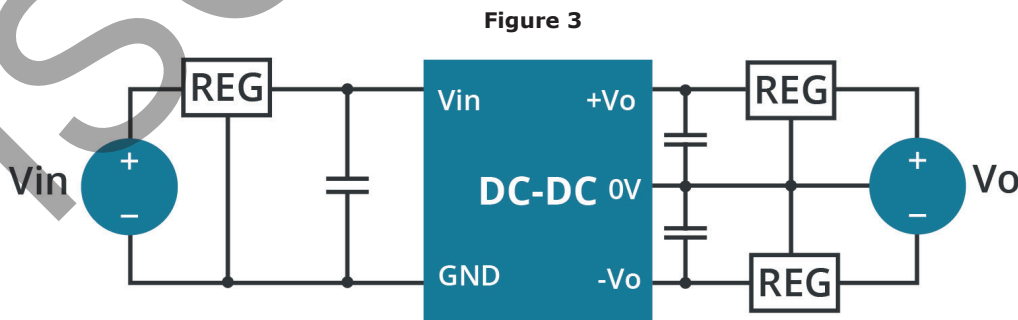 Figure 3
REG
REG
Vin
+Vo
+
+
Vin
DC-DC 0V
Vo
−
−
GND
-Vo
REG